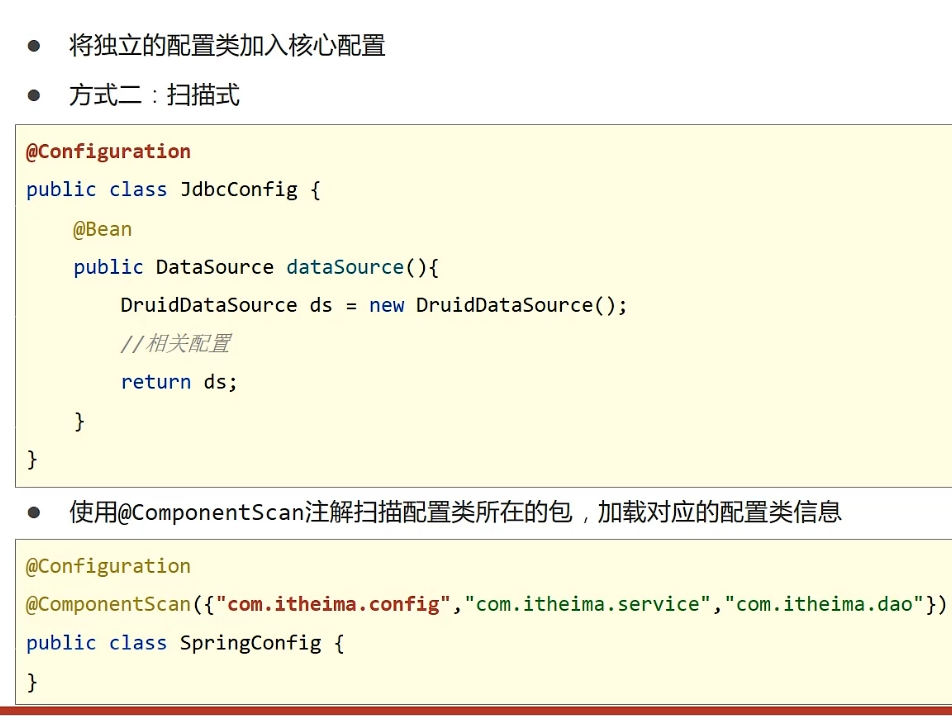 ● 将独立的配置类加入核心配置
● 方式二：扫描式
@Configuration
public class JdbcConfig {
    @Bean
    public DataSource dataSource(){
        DruidDataSource ds = new DruidDataSource();
        //相关配置
        return ds;
    }
}
● 使用@ComponentScan注解扫描配置类所在的包，加载对应的配置类信息
@Configuration
@ComponentScan({"com.itheima.config","com.itheima.service","com.itheima.dao"})
public class SpringConfig {
}